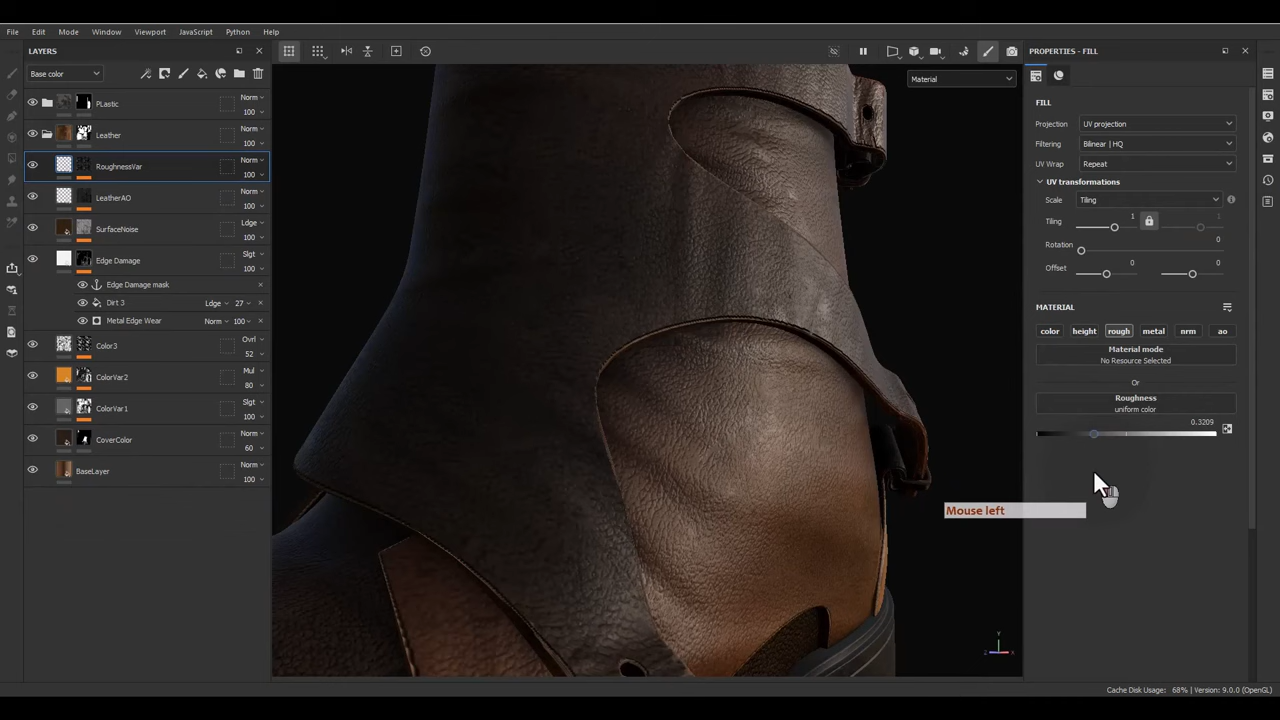 File Edit Mode Window Viewport JavaScript Python Help
LAYERS
PROPERTIES - FILL
Base color
Material
PLastic Norm 100
Leather Norm 100
RoughnessVar Norm 100
LeatherAO Norm 100
SurfaceNoise Ldge 100
Edge Damage Slgt 100
Edge Damage mask
Dirt 3 Ldge 27
Metal Edge Wear Norm 100
Color3 Ovrl 52
ColorVar2 Mul 80
ColorVar1 Slgt 100
CoverColor Norm 60
BaseLayer Norm 100
FILL
Projection UV projection
Filtering Bilinear | HQ
UV Wrap Repeat
UV transformations
Scale Tiling
Tiling 1 1
Rotation 0
Offset 0 0
MATERIAL
color height rough metal nrm ao
Material mode
No Resource Selected
Or
Roughness
uniform color
0.3209
Mouse left
Y
Z X
Cache Disk Usage: 68% | Version: 9.0.0 (OpenGL)